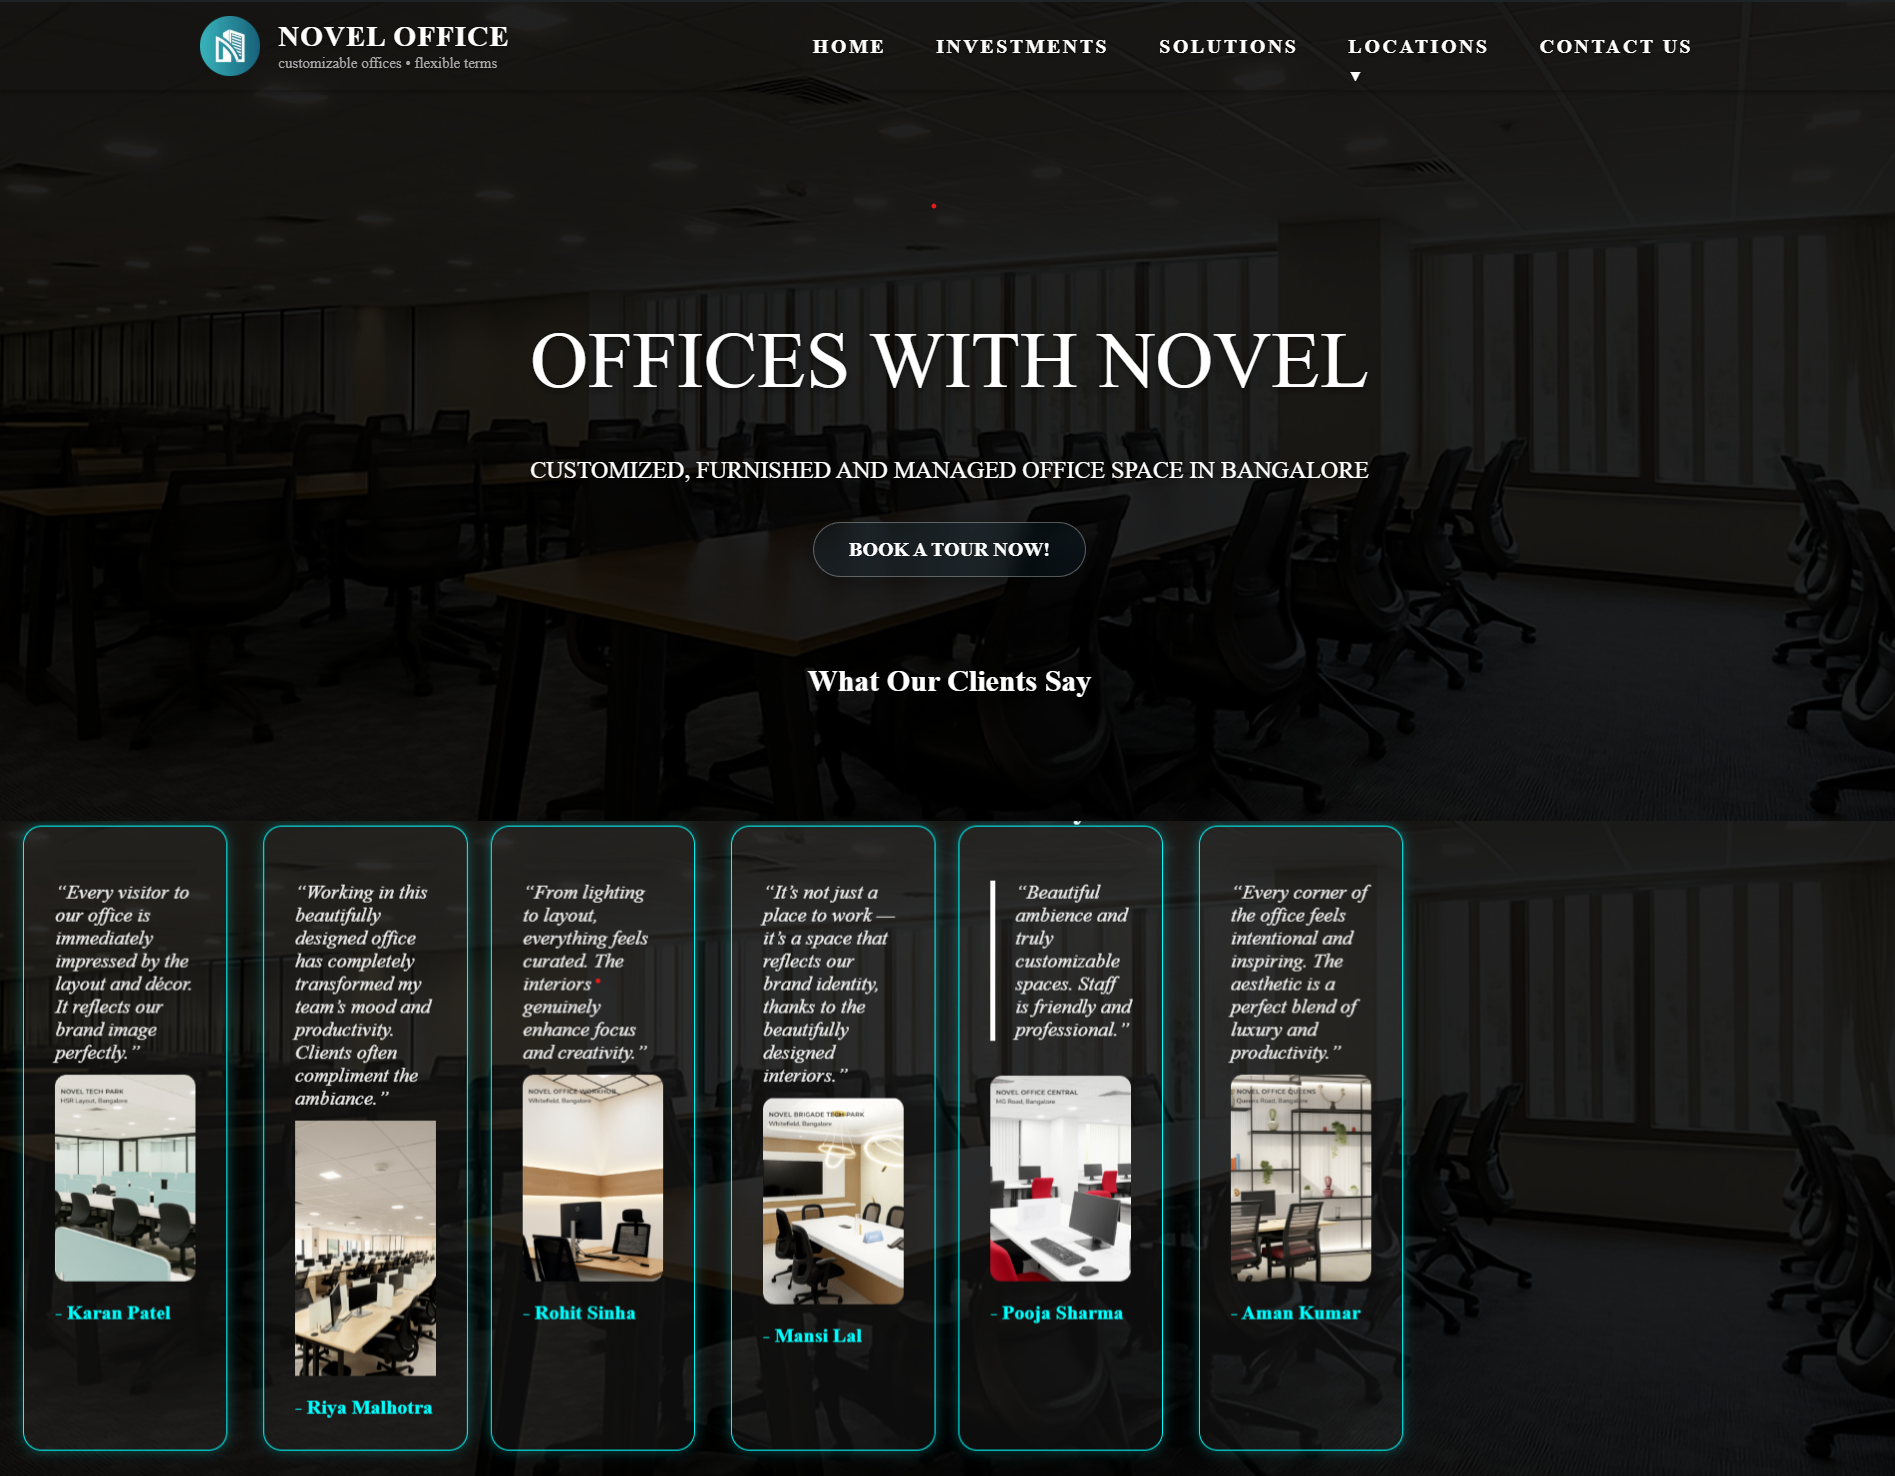 NOVEL OFFICE
customizable offices • flexible terms
HOME
INVESTMENTS
SOLUTIONS
LOCATIONS
▼
CONTACT US
OFFICES WITH NOVEL
CUSTOMIZED, FURNISHED AND MANAGED OFFICE SPACE IN BANGALORE
BOOK A TOUR NOW!
What Our Clients Say
“Every visitor to
our office is
immediately
impressed by the
layout and décor.
It reflects our
brand image
perfectly.”
NOVEL TECH PARK
HSR Layout, Bangalore
- Karan Patel
“Working in this
beautifully
designed office
has completely
transformed my
team’s mood and
productivity.
Clients often
compliment the
ambiance.”
- Riya Malhotra
“From lighting
to layout,
everything feels
curated. The
interiors
genuinely
enhance focus
and creativity.”
NOVEL OFFICE WORKHUB
Whitefield, Bangalore
- Rohit Sinha
“It’s not just a
place to work —
it’s a space that
reflects our
brand identity,
thanks to the
beautifully
designed
interiors.”
NOVEL BRIGADE TECH PARK
Whitefield, Bangalore
- Mansi Lal
“Beautiful
ambience and
truly
customizable
spaces. Staff
is friendly and
professional.”
NOVEL OFFICE CENTRAL
MG Road, Bangalore
- Pooja Sharma
“Every corner of
the office feels
intentional and
inspiring. The
aesthetic is a
perfect blend of
luxury and
productivity.”
NOVEL OFFICE QUEENS
Queens Road, Bangalore
- Aman Kumar